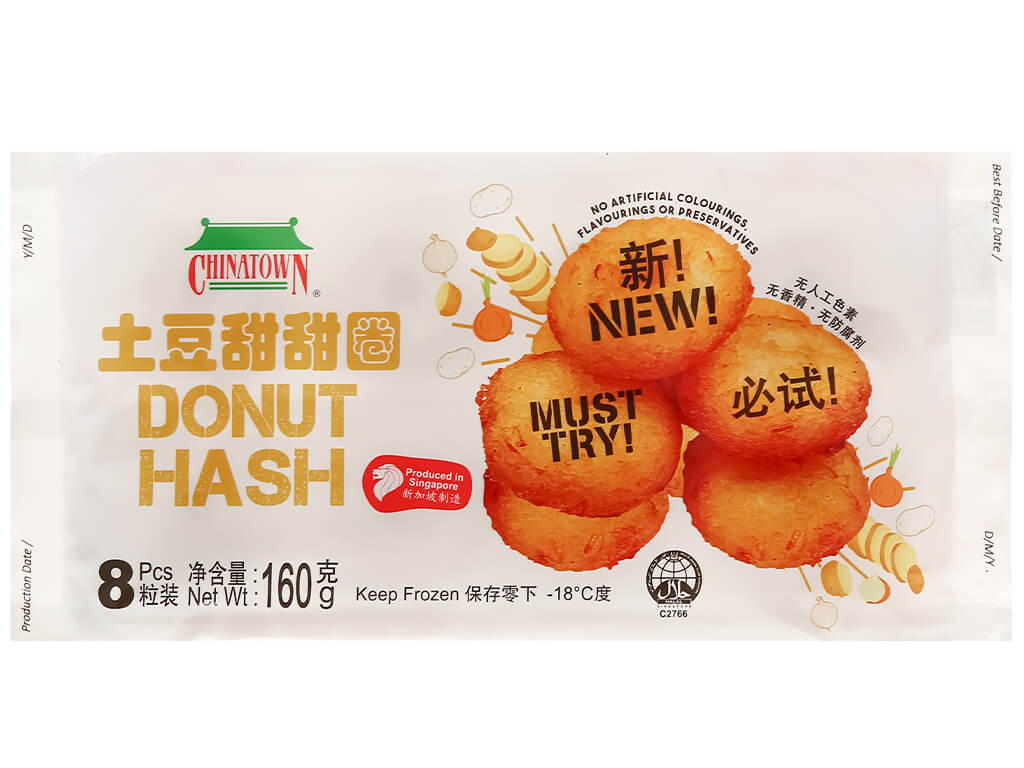 CHINATOWN
®
土豆甜甜圈
DONUT
HASH
Produced in
Singapore
新加坡制造
8 Pcs 净含量: 160克
粒装 Net Wt: g
Keep Frozen 保存零下 -18°C度
NO ARTIFICIAL COLOURINGS,
FLAVOURINGS OR PRESERVATIVES
新!
NEW!
MUST
TRY!
必试!
无人工色素
无香精·无防腐剂
SINGAPORE
C2766
Y/M/D
Production Date /
Best Before Date /
D/M/Y .